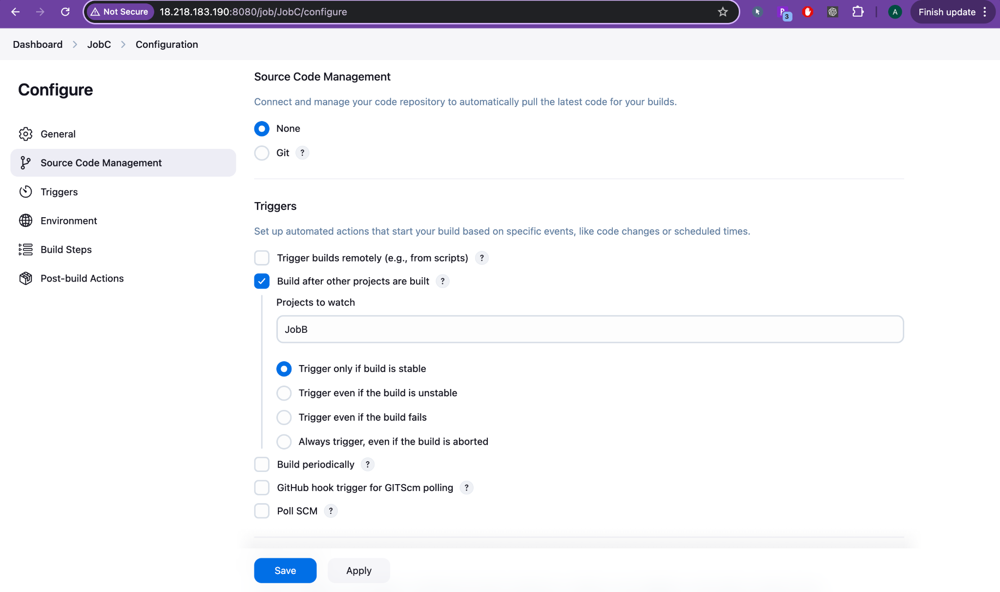 Not Secure 18.218.183.190:8080/job/JobC/configure
3
A
Finish update
Dashboard > JobC > Configuration
Configure
General
Source Code Management
Triggers
Environment
Build Steps
Post-build Actions
Source Code Management
Connect and manage your code repository to automatically pull the latest code for your builds.
None
Git ?
Triggers
Set up automated actions that start your build based on specific events, like code changes or scheduled times.
Trigger builds remotely (e.g., from scripts) ?
Build after other projects are built ?
Projects to watch
JobB
Trigger only if build is stable
Trigger even if the build is unstable
Trigger even if the build fails
Always trigger, even if the build is aborted
Build periodically ?
GitHub hook trigger for GITScm polling ?
Poll SCM ?
Save
Apply